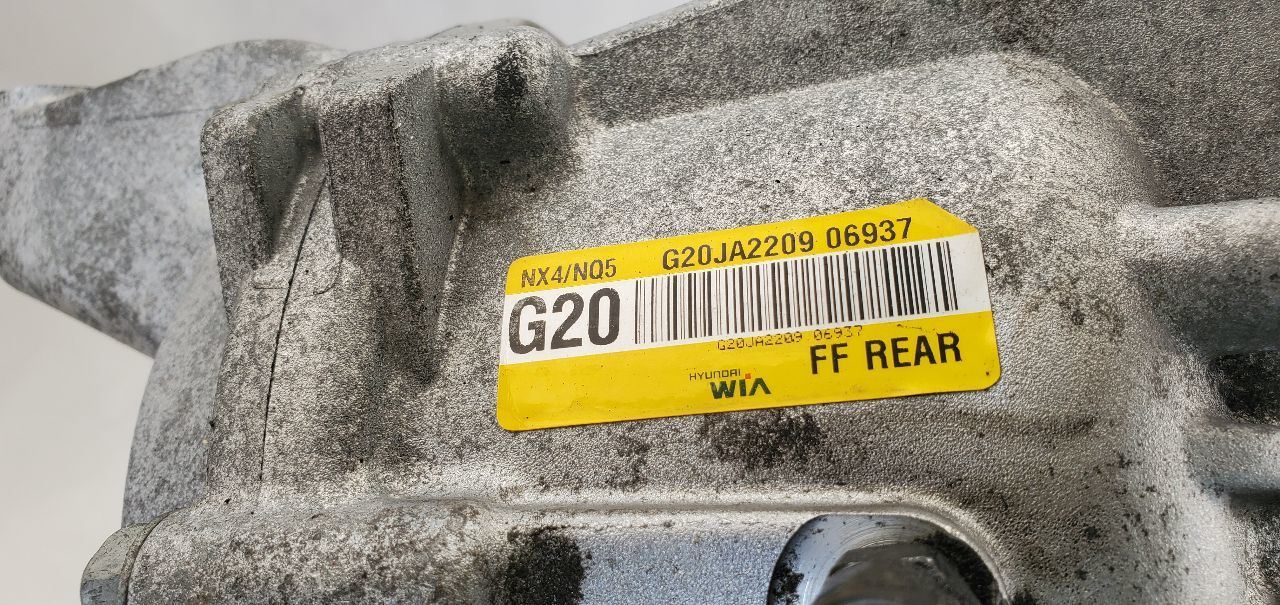 NX4/NQ5 G20JA2209 06937
G20
G20JA2209 06937
HYUNDAI
WIA
FF REAR